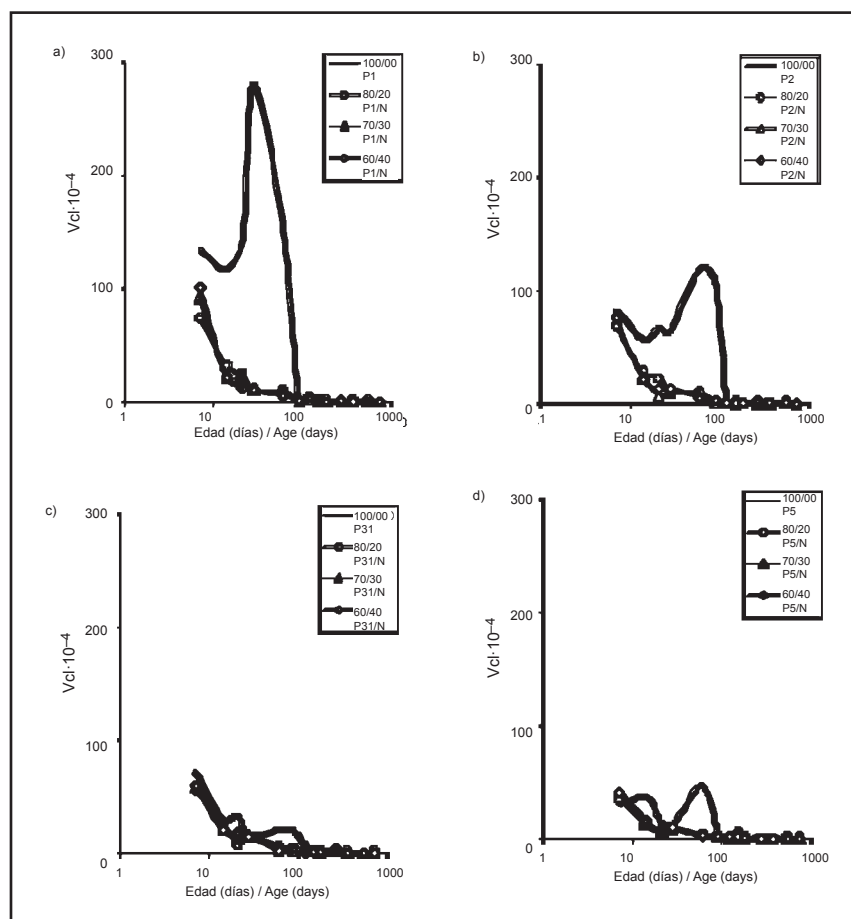 a)
300
200
100
0
1
10
100
1000
}
Vcl·10⁻⁴
Edad (días) / Age (days)
100/00
P1
80/20
P1/N
70/30
P1/N
60/40
P1/N
b)
300
200
100
0
.1
10
100
1000
Vcl·10⁻⁴
Edad (días) / Age (days)
100/00
P2
80/20
P2/N
70/30
P2/N
60/40
P2/N
c)
300
200
100
0
1
10
100
1000
Vcl·10⁻⁴
Edad (días) / Age (days)
100/00 )
P31
80/20
P31/N
70/30
P31/N
60/40
P31/N
d)
300
200
100
0
1
10
100
1000
Vcl·10⁻⁴
Edad (días) / Age (days)
100/00
P5
80/20
P5/N
70/30
P5/N
60/40
P5/N